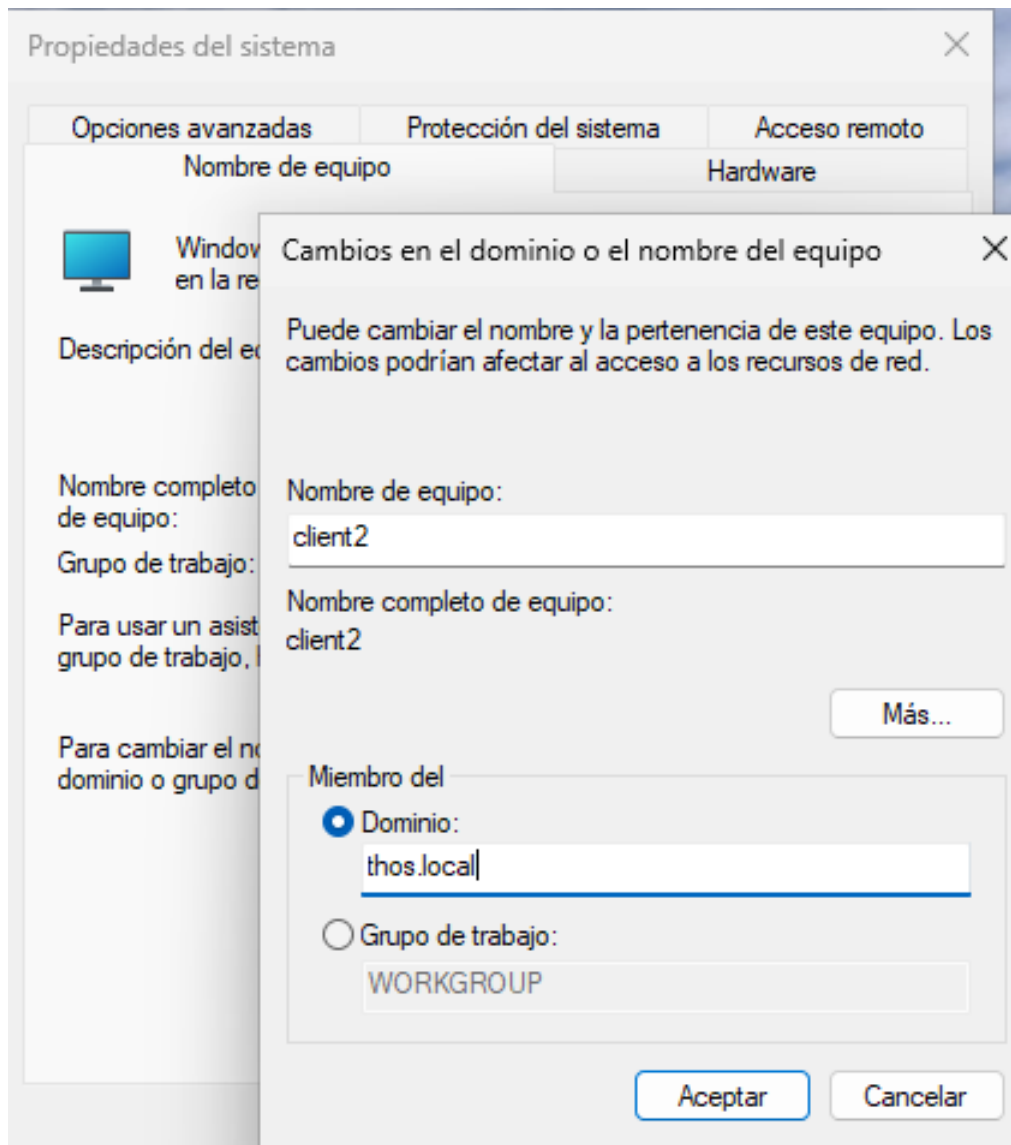 Propiedades del sistema
Opciones avanzadas
Protección del sistema
Acceso remoto
Nombre de equipo
Hardware
en la
Descripción del
Nombre completo
de equipo:
Grupo de trabajo:
Para usar un
grupo de trabajo,
Para cambiar el
dominio o grupo
Cambios en el dominio o el nombre del equipo
Puede cambiar el nombre y la pertenencia de este equipo. Los
cambios podrían afectar al acceso a los recursos de red.
Nombre de equipo:
client2
Nombre completo de equipo:
client2
Más...
Miembro del
Dominio:
thos.local
Grupo de trabajo:
WORKGROUP
Aceptar
Cancelar